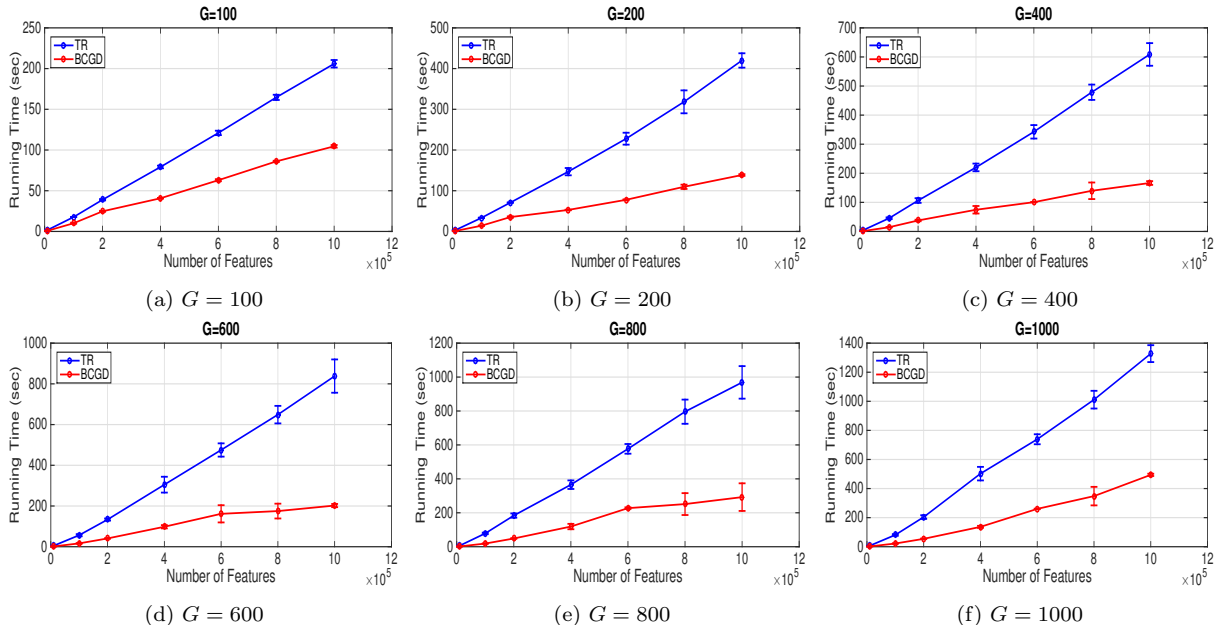 G=100
250
200
150
100
50
0
Running Time (sec)
TR
BCGD
0
2
4
6
8
10
12
Number of Features
×10^5
(a) G = 100
G=200
500
400
300
200
100
0
Running Time (sec)
TR
BCGD
0
2
4
6
8
10
12
Number of Features
×10^5
(b) G = 200
G=400
700
600
500
400
300
200
100
0
Running Time (sec)
TR
BCGD
0
2
4
6
8
10
12
Number of Features
×10^5
(c) G = 400
G=600
1000
800
600
400
200
0
Running Time (sec)
TR
BCGD
0
2
4
6
8
10
12
Number of Features
×10^5
(d) G = 600
G=800
1200
1000
800
600
400
200
0
Running Time (sec)
TR
BCGD
0
2
4
6
8
10
12
Number of Features
×10^5
(e) G = 800
G=1000
1400
1200
1000
800
600
400
200
0
Running Time (sec)
TR
BCGD
0
2
4
6
8
10
12
Number of Features
×10^5
(f) G = 1000